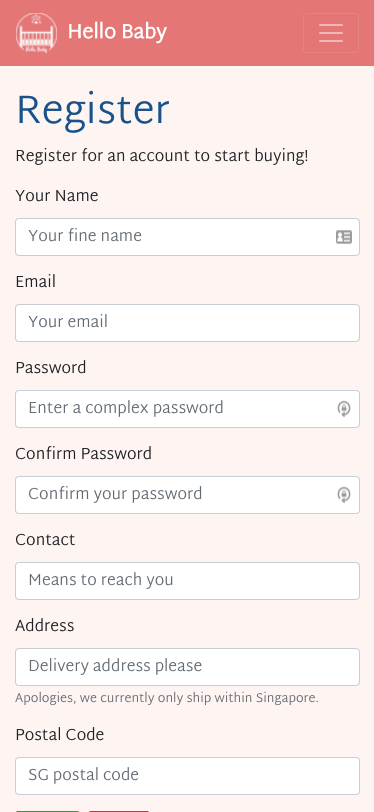 Hello Baby
Hello Baby
Register
Register for an account to start buying!
Your Name
Your fine name
Email
Your email
Password
Enter a complex password
Confirm Password
Confirm your password
Contact
Means to reach you
Address
Delivery address please
Apologies, we currently only ship within Singapore.
Postal Code
SG postal code